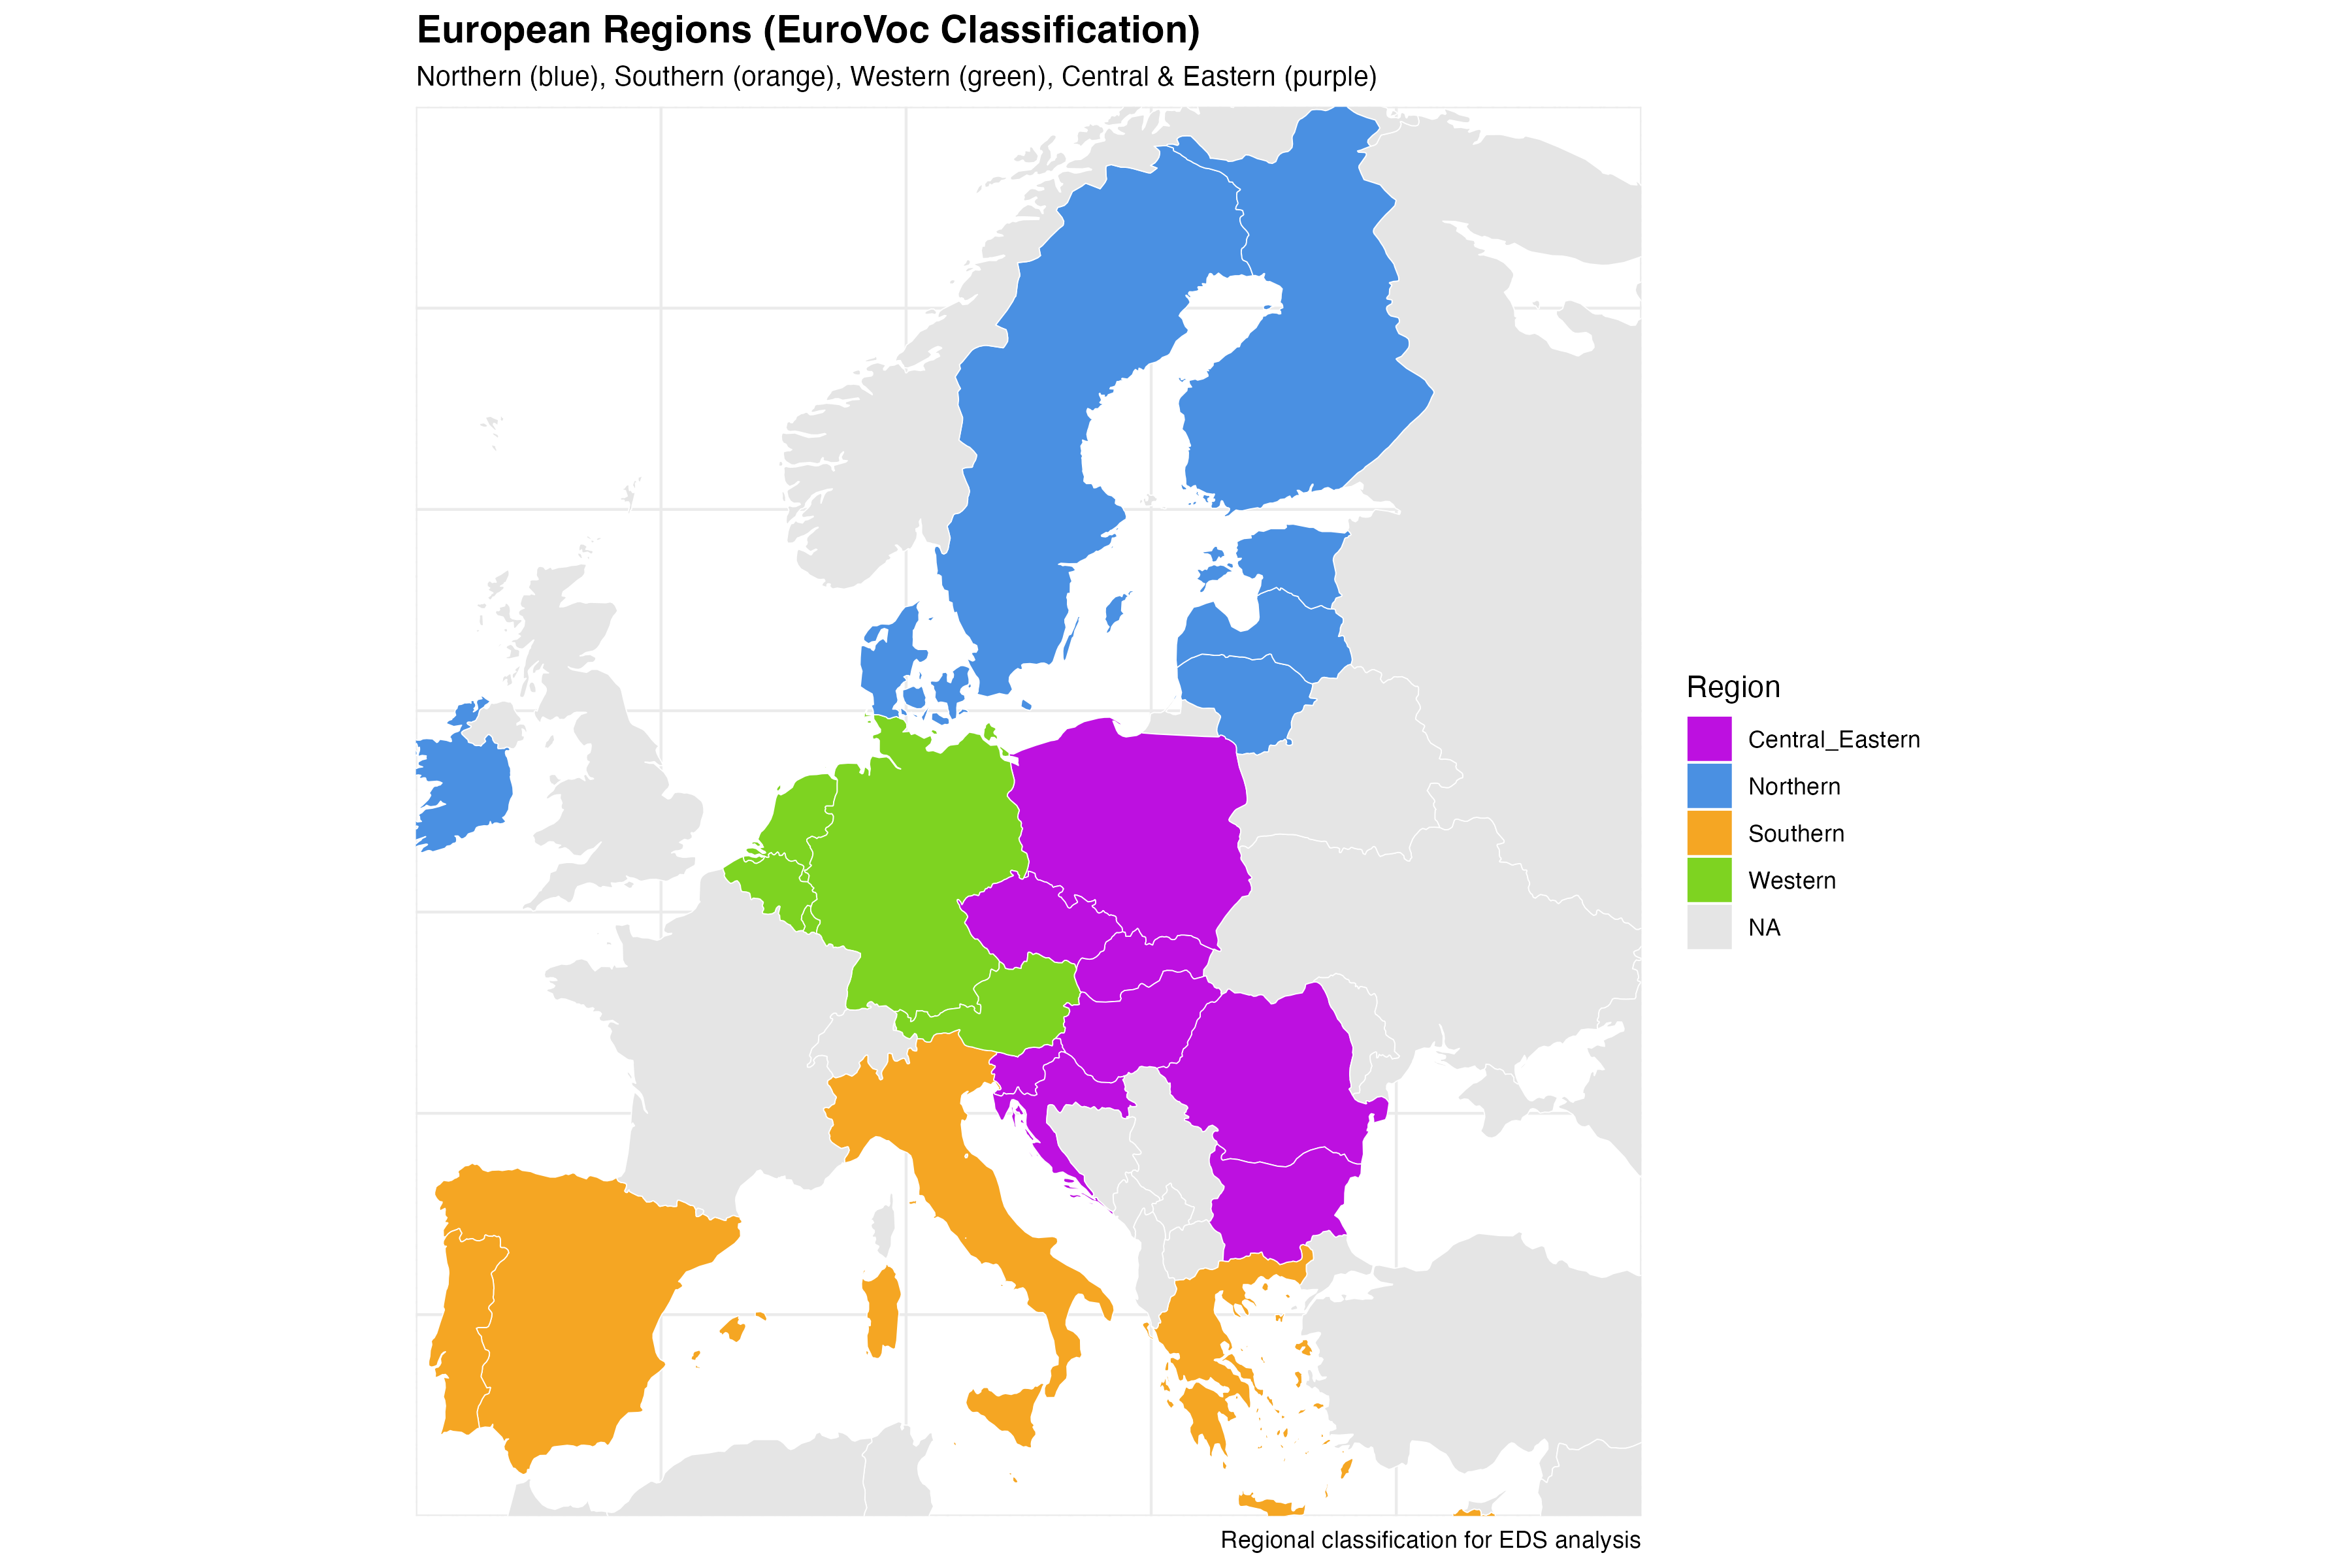 European Regions (EuroVoc Classification)
Northern (blue), Southern (orange), Western (green), Central & Eastern (purple)
Region
Central_Eastern
Northern
Southern
Western
NA
Regional classification for EDS analysis